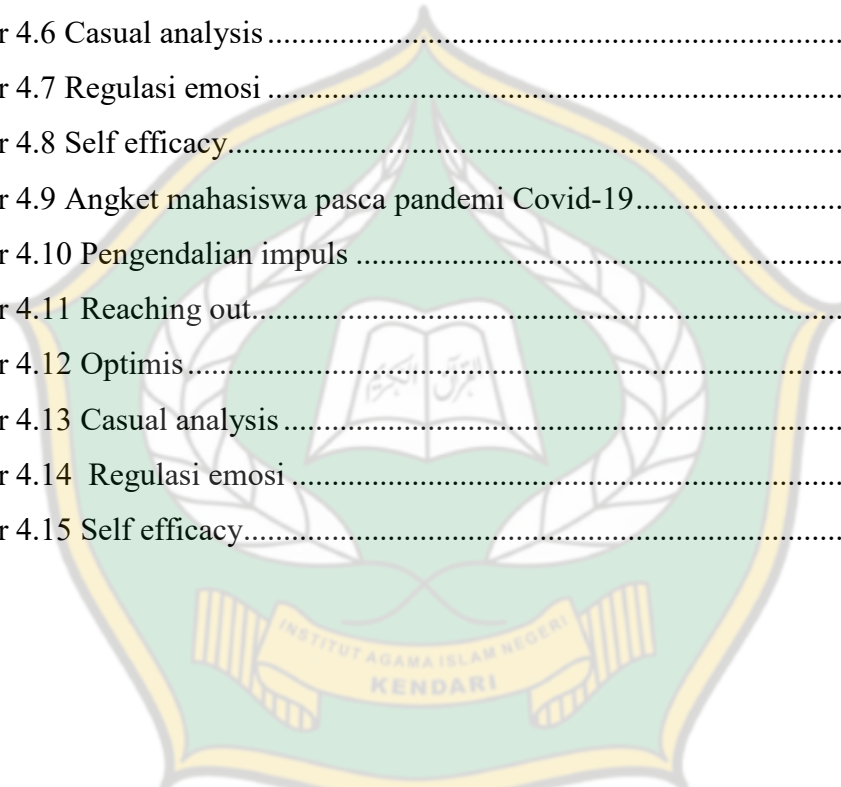 r 4.6 Casual analysis
r 4.7 Regulasi emosi
r 4.8 Self efficacy
r 4.9 Angket mahasiswa pasca pandemi Covid-19
r 4.10 Pengendalian impuls
r 4.11 Reaching out
r 4.12 Optimis
r 4.13 Casual analysis
r 4.14 Regulasi emosi
r 4.15 Self efficacy
INSTITUT AGAMA ISLAM NEGERI
KENDARI